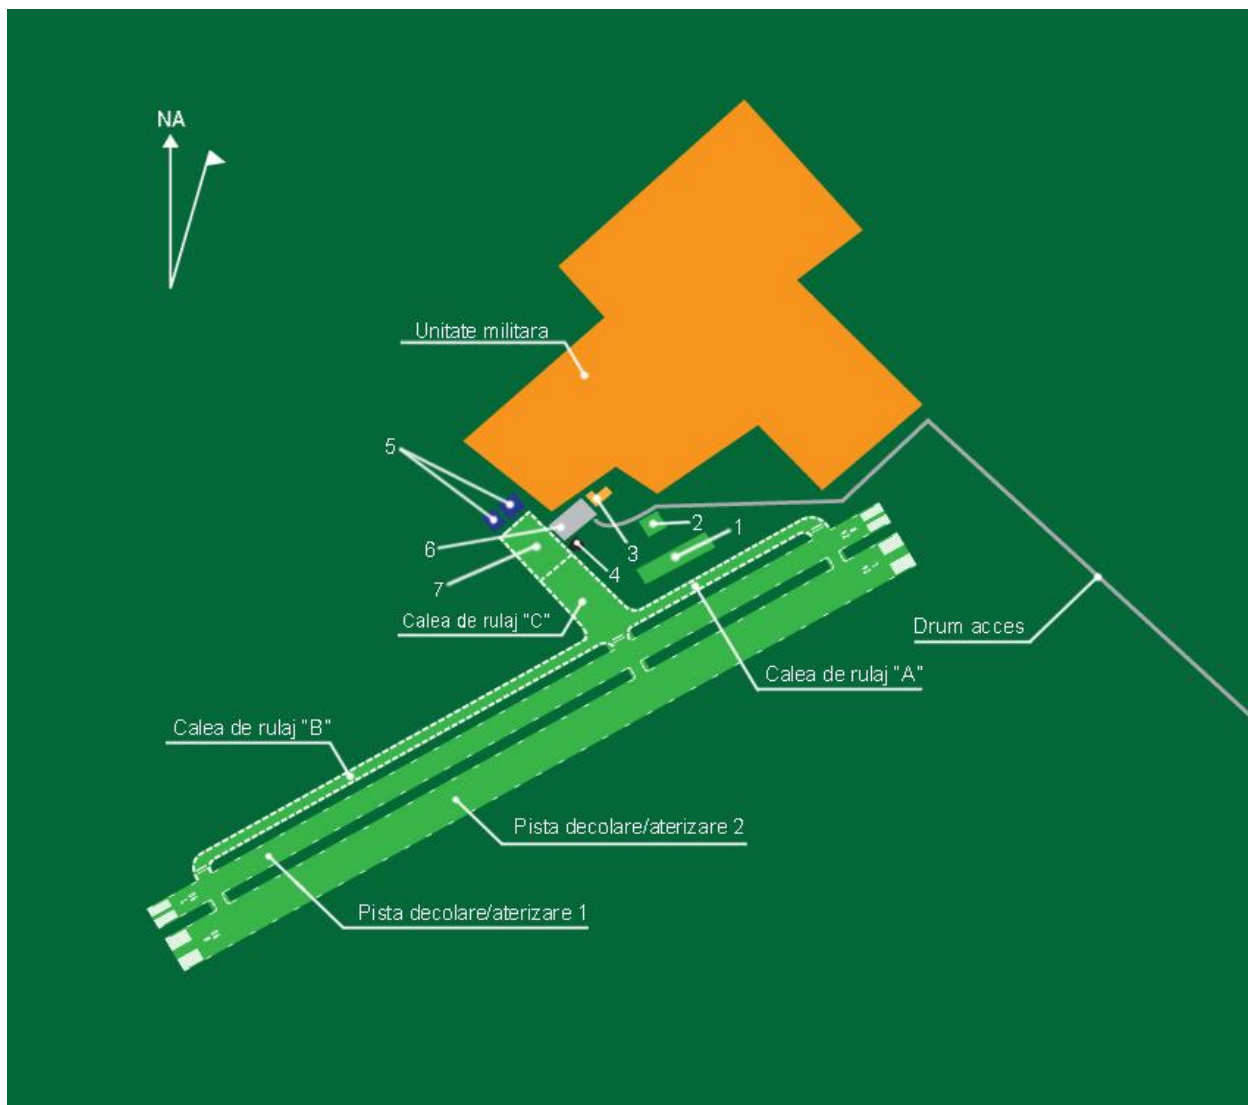 NA
Unitate militara
5
2
1
6
3
4
7
Calea de rulaj "C"
Drum acces
Calea de rulaj "A"
Calea de rulaj "B"
Pista decolare/aterizare 2
Pista decolare/aterizare 1